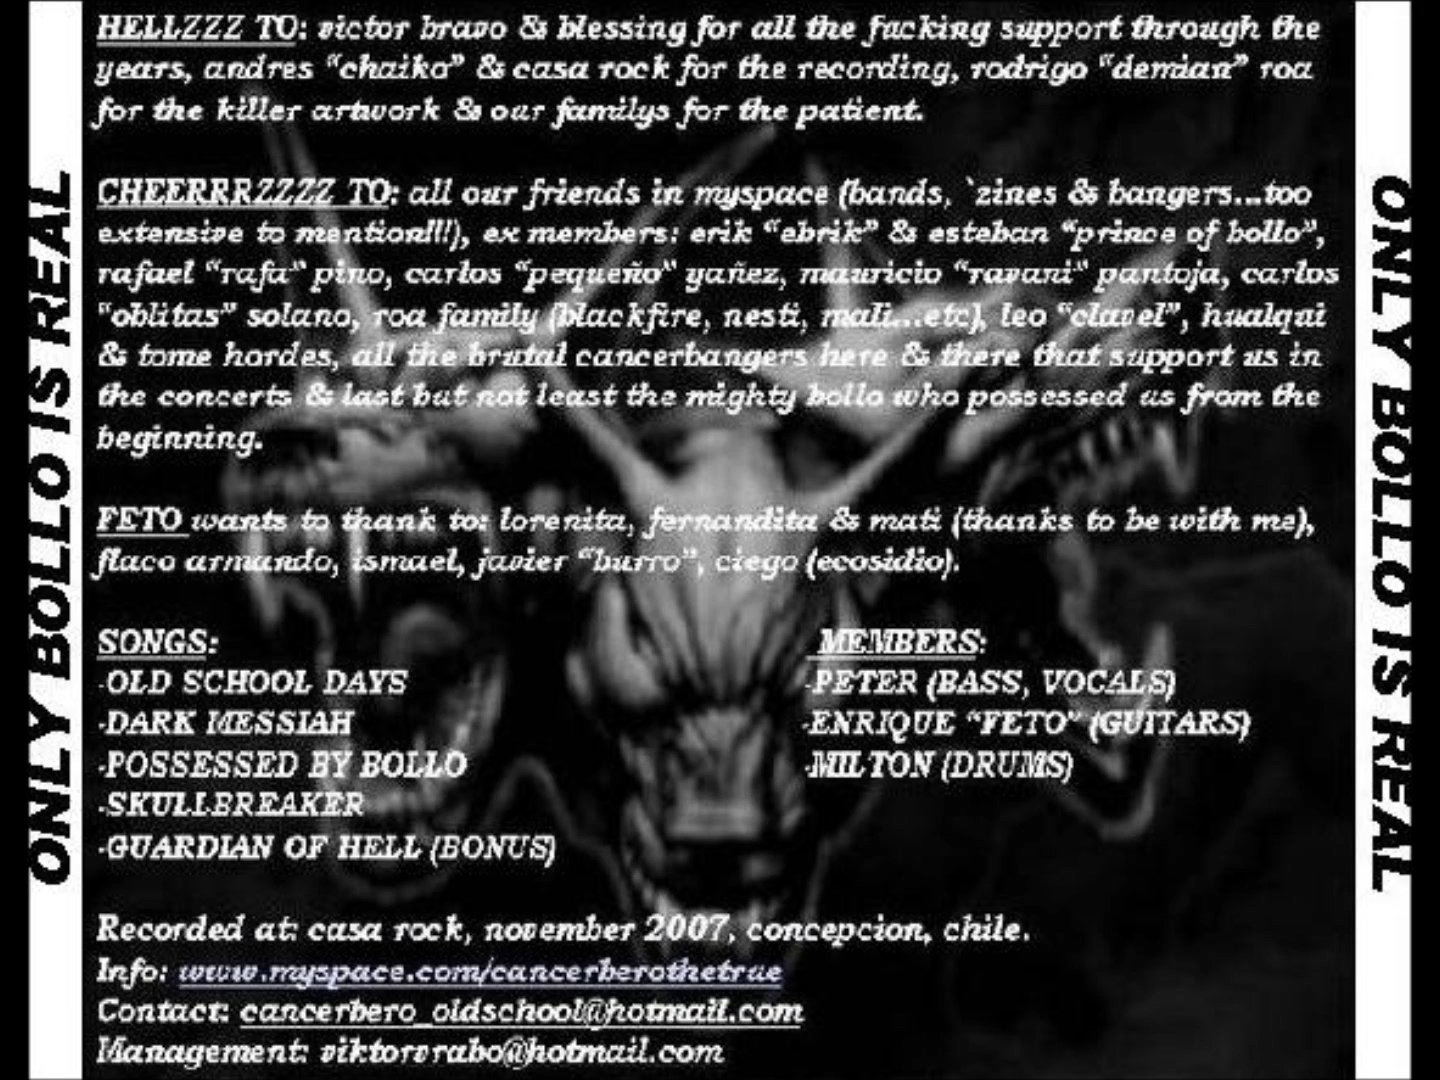 HELLZZZ TO: victor bravo & blessing for all the fucking support through the
years, andres "chaiko" & casa rock for the recording, rodrigo "demian" roa
for the killer artwork & our familys for the patient.
CHEERRRZZZZ TO: all our friends in myspace (bands, `zines & bangers...too
extensive to mention!!!), ex members: erik "ebrik" & esteban "prince of bollo",
rafael "rafa" pino, carlos "pequeño" yañez, mauricio "ravani" pantoja, carlos
"oblitas" solano, roa family (blackfire, nesti, mali...etc), leo "clavel", hualqui
& tome hordes, all the brutal cancerbangers here & there that support us in
the concerts & last but not least the mighty bollo who possessed us from the
beginning.
FETO wants to thank to: lorenita, fernandita & mati (thanks to be with me),
flaco armando, ismael, javier "burro", ciego (ecosidio).
SONGS:
-OLD SCHOOL DAYS
-DARK MESSIAH
-POSSESSED BY BOLLO
-SKULLBREAKER
-GUARDIAN OF HELL (BONUS)
MEMBERS:
-PETER (BASS, VOCALS)
-ENRIQUE "FETO" (GUITARS)
-MILTON (DRUMS)
Recorded at: casa rock, november 2007, concepcion, chile.
Info: www.myspace.com/cancerberothetrue
Contact: cancerbero_oldschool@hotmail.com
Management: viktorvrabo@hotmail.com
ONLY BOLLO IS REAL
ONLY BOLLO IS REAL